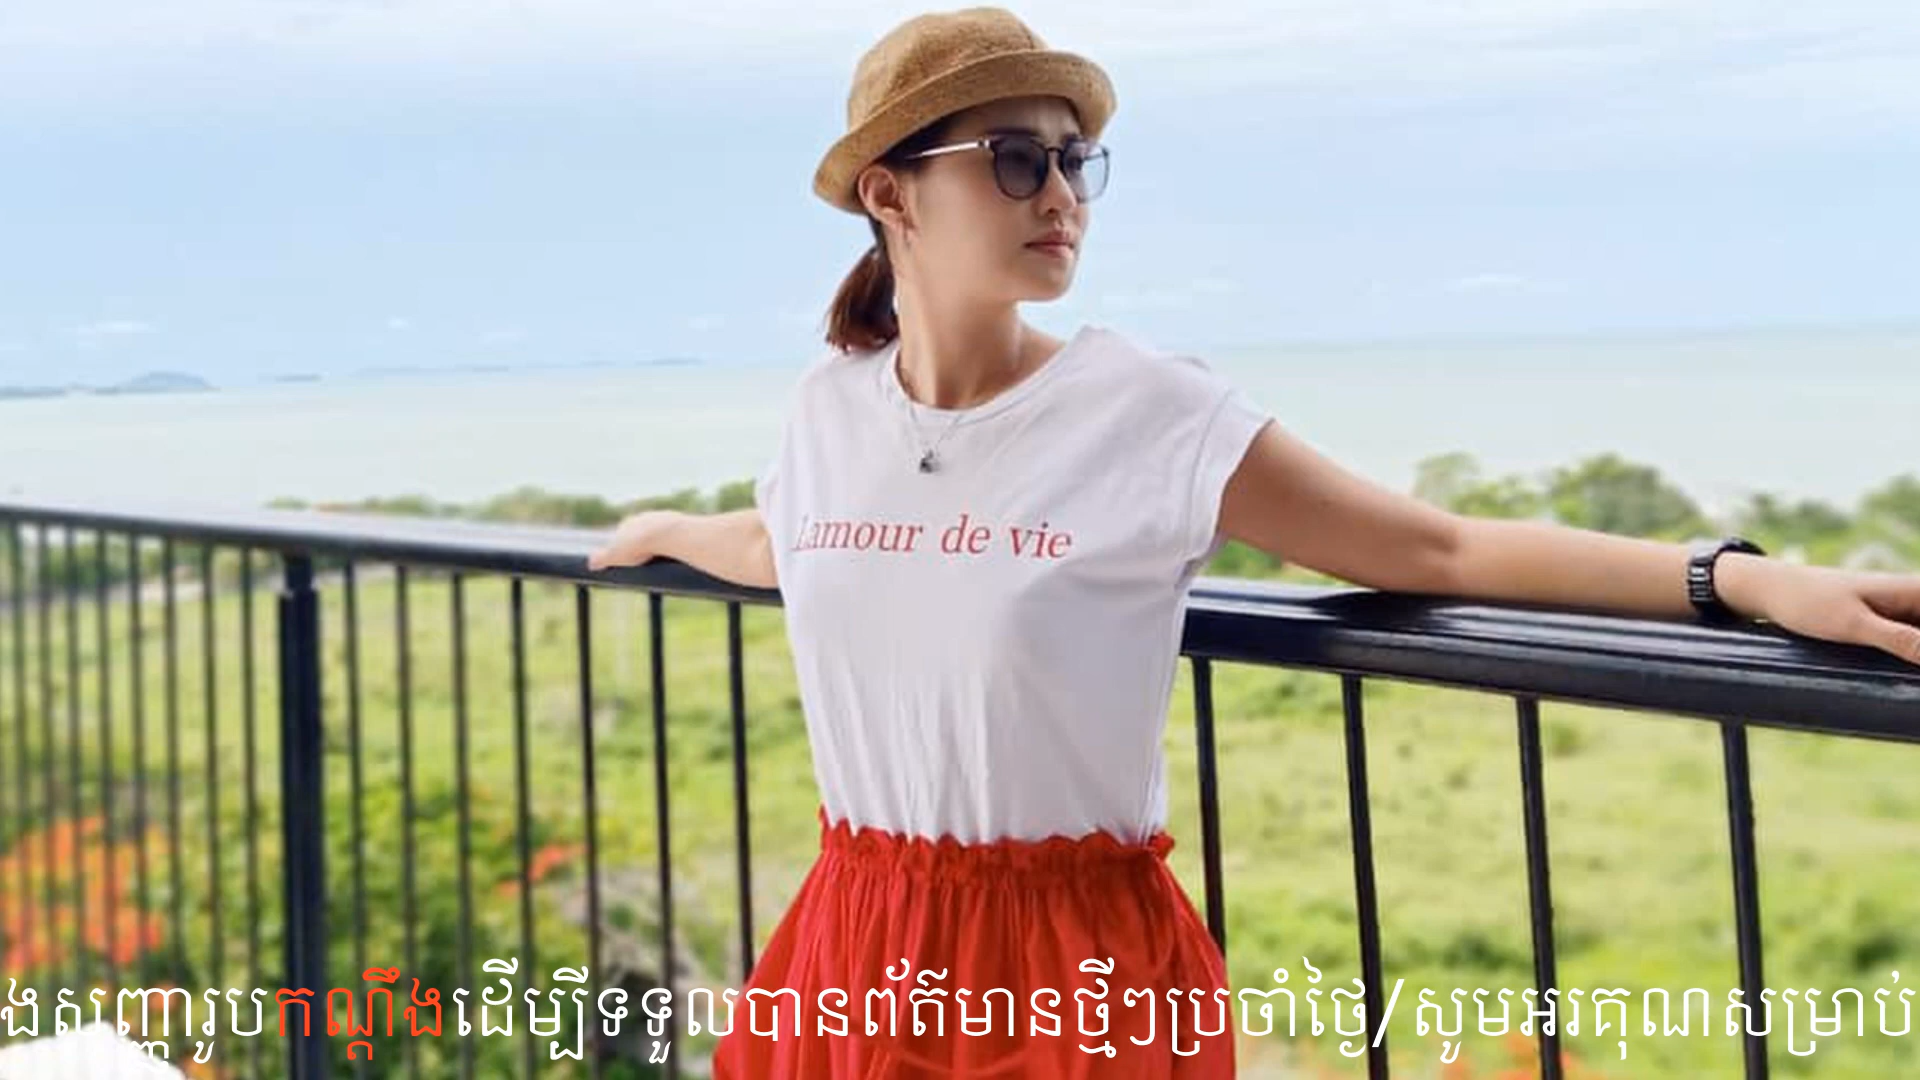 L'amour de vie
ងសញ្ញារូបកណ្ដឹងដើម្បីទទួលបានព័ត៌មានថ្មីៗប្រចាំថ្ងៃ/សូមអរគុណសម្រាប់